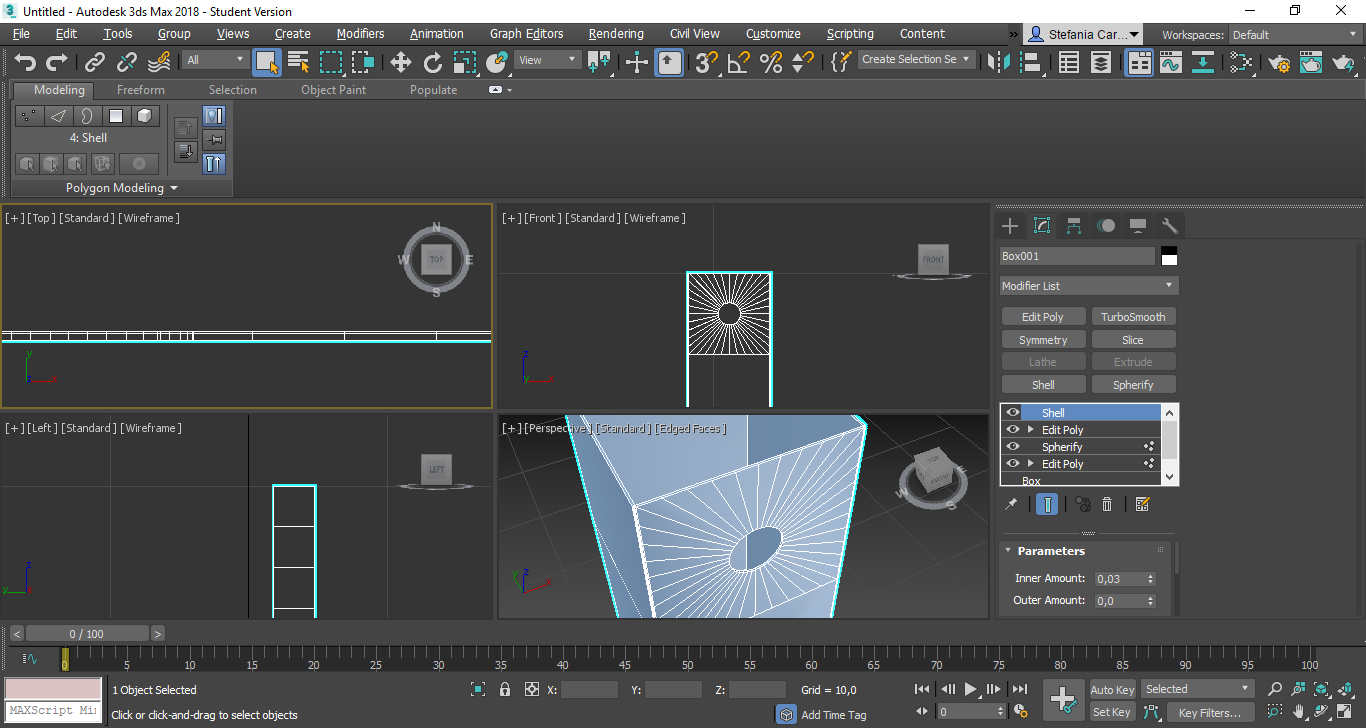 Untitled - Autodesk 3ds Max 2018 - Student Version
File Edit Tools Group Views Create Modifiers Animation Graph Editors Rendering Civil View Customize Scripting Content » Stefania Car... Workspaces: Default
All View Create Selection Se
Modeling Freeform Selection Object Paint Populate
4: Shell
Polygon Modeling
[+] [Top] [Standard] [Wireframe]
N
W TOP E
S
y
z x
[+] [Front] [Standard] [Wireframe]
FRONT
z
y x
[+] [Left] [Standard] [Wireframe]
LEFT
z
y
[+] [Perspective] [Standard] [Edged Faces]
TOP
FRONT
E
W
S
z
y
x
Box001
Modifier List
Edit Poly TurboSmooth
Symmetry Slice
Lathe Extrude
Shell Spherify
Shell
Edit Poly
Spherify
Edit Poly
Box
Parameters
Inner Amount: 0,03
Outer Amount: 0,0
< 0 / 100 >
0 5 10 15 20 25 30 35 40 45 50 55 60 65 70 75 80 85 90 95 100
1 Object Selected X: Y: Z: Grid = 10,0 Auto Key Selected
MAXScript Mi
Click or click-and-drag to select objects Add Time Tag 0 Set Key Key Filters...